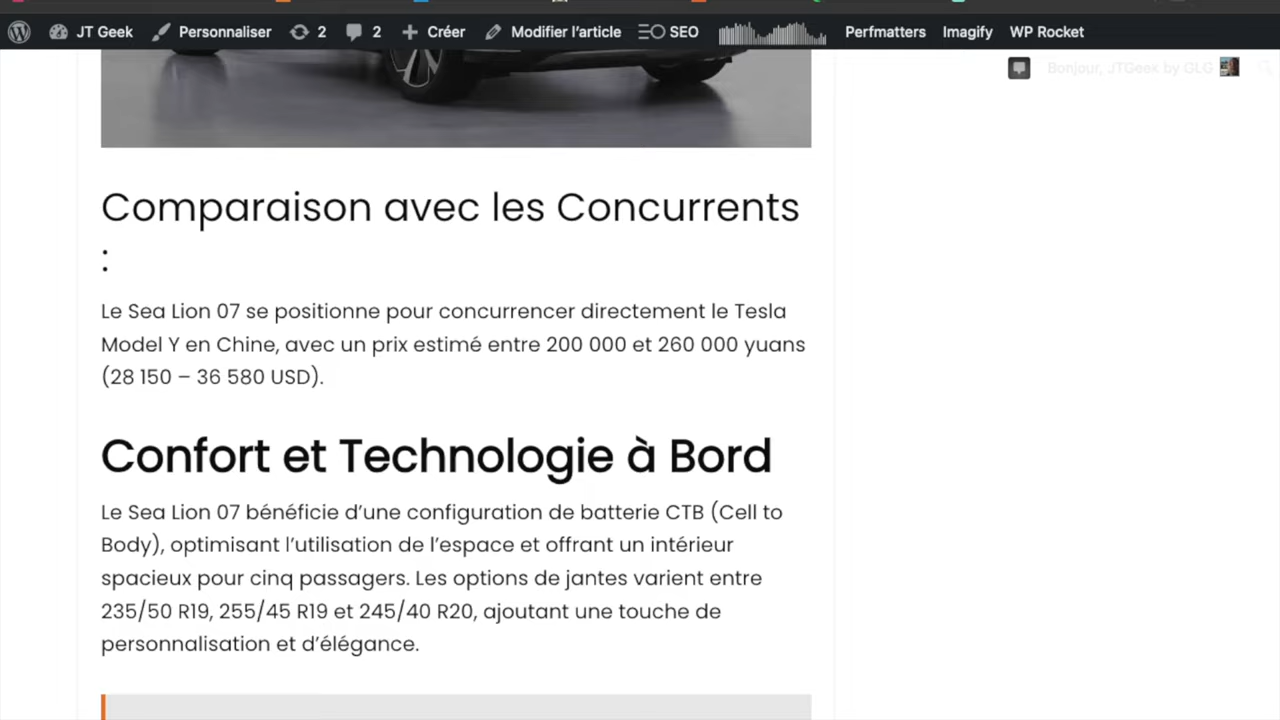 JT Geek Personnaliser 2 2 Créer Modifier l'article SEO Perfmatters Imagify WP Rocket
Bonjour, JTGeek by GLG
Comparaison avec les Concurrents
:
Le Sea Lion 07 se positionne pour concurrencer directement le Tesla
Model Y en Chine, avec un prix estimé entre 200 000 et 260 000 yuans
(28 150 – 36 580 USD).
Confort et Technologie à Bord
Le Sea Lion 07 bénéficie d’une configuration de batterie CTB (Cell to
Body), optimisant l’utilisation de l’espace et offrant un intérieur
spacieux pour cinq passagers. Les options de jantes varient entre
235/50 R19, 255/45 R19 et 245/40 R20, ajoutant une touche de
personnalisation et d’élégance.